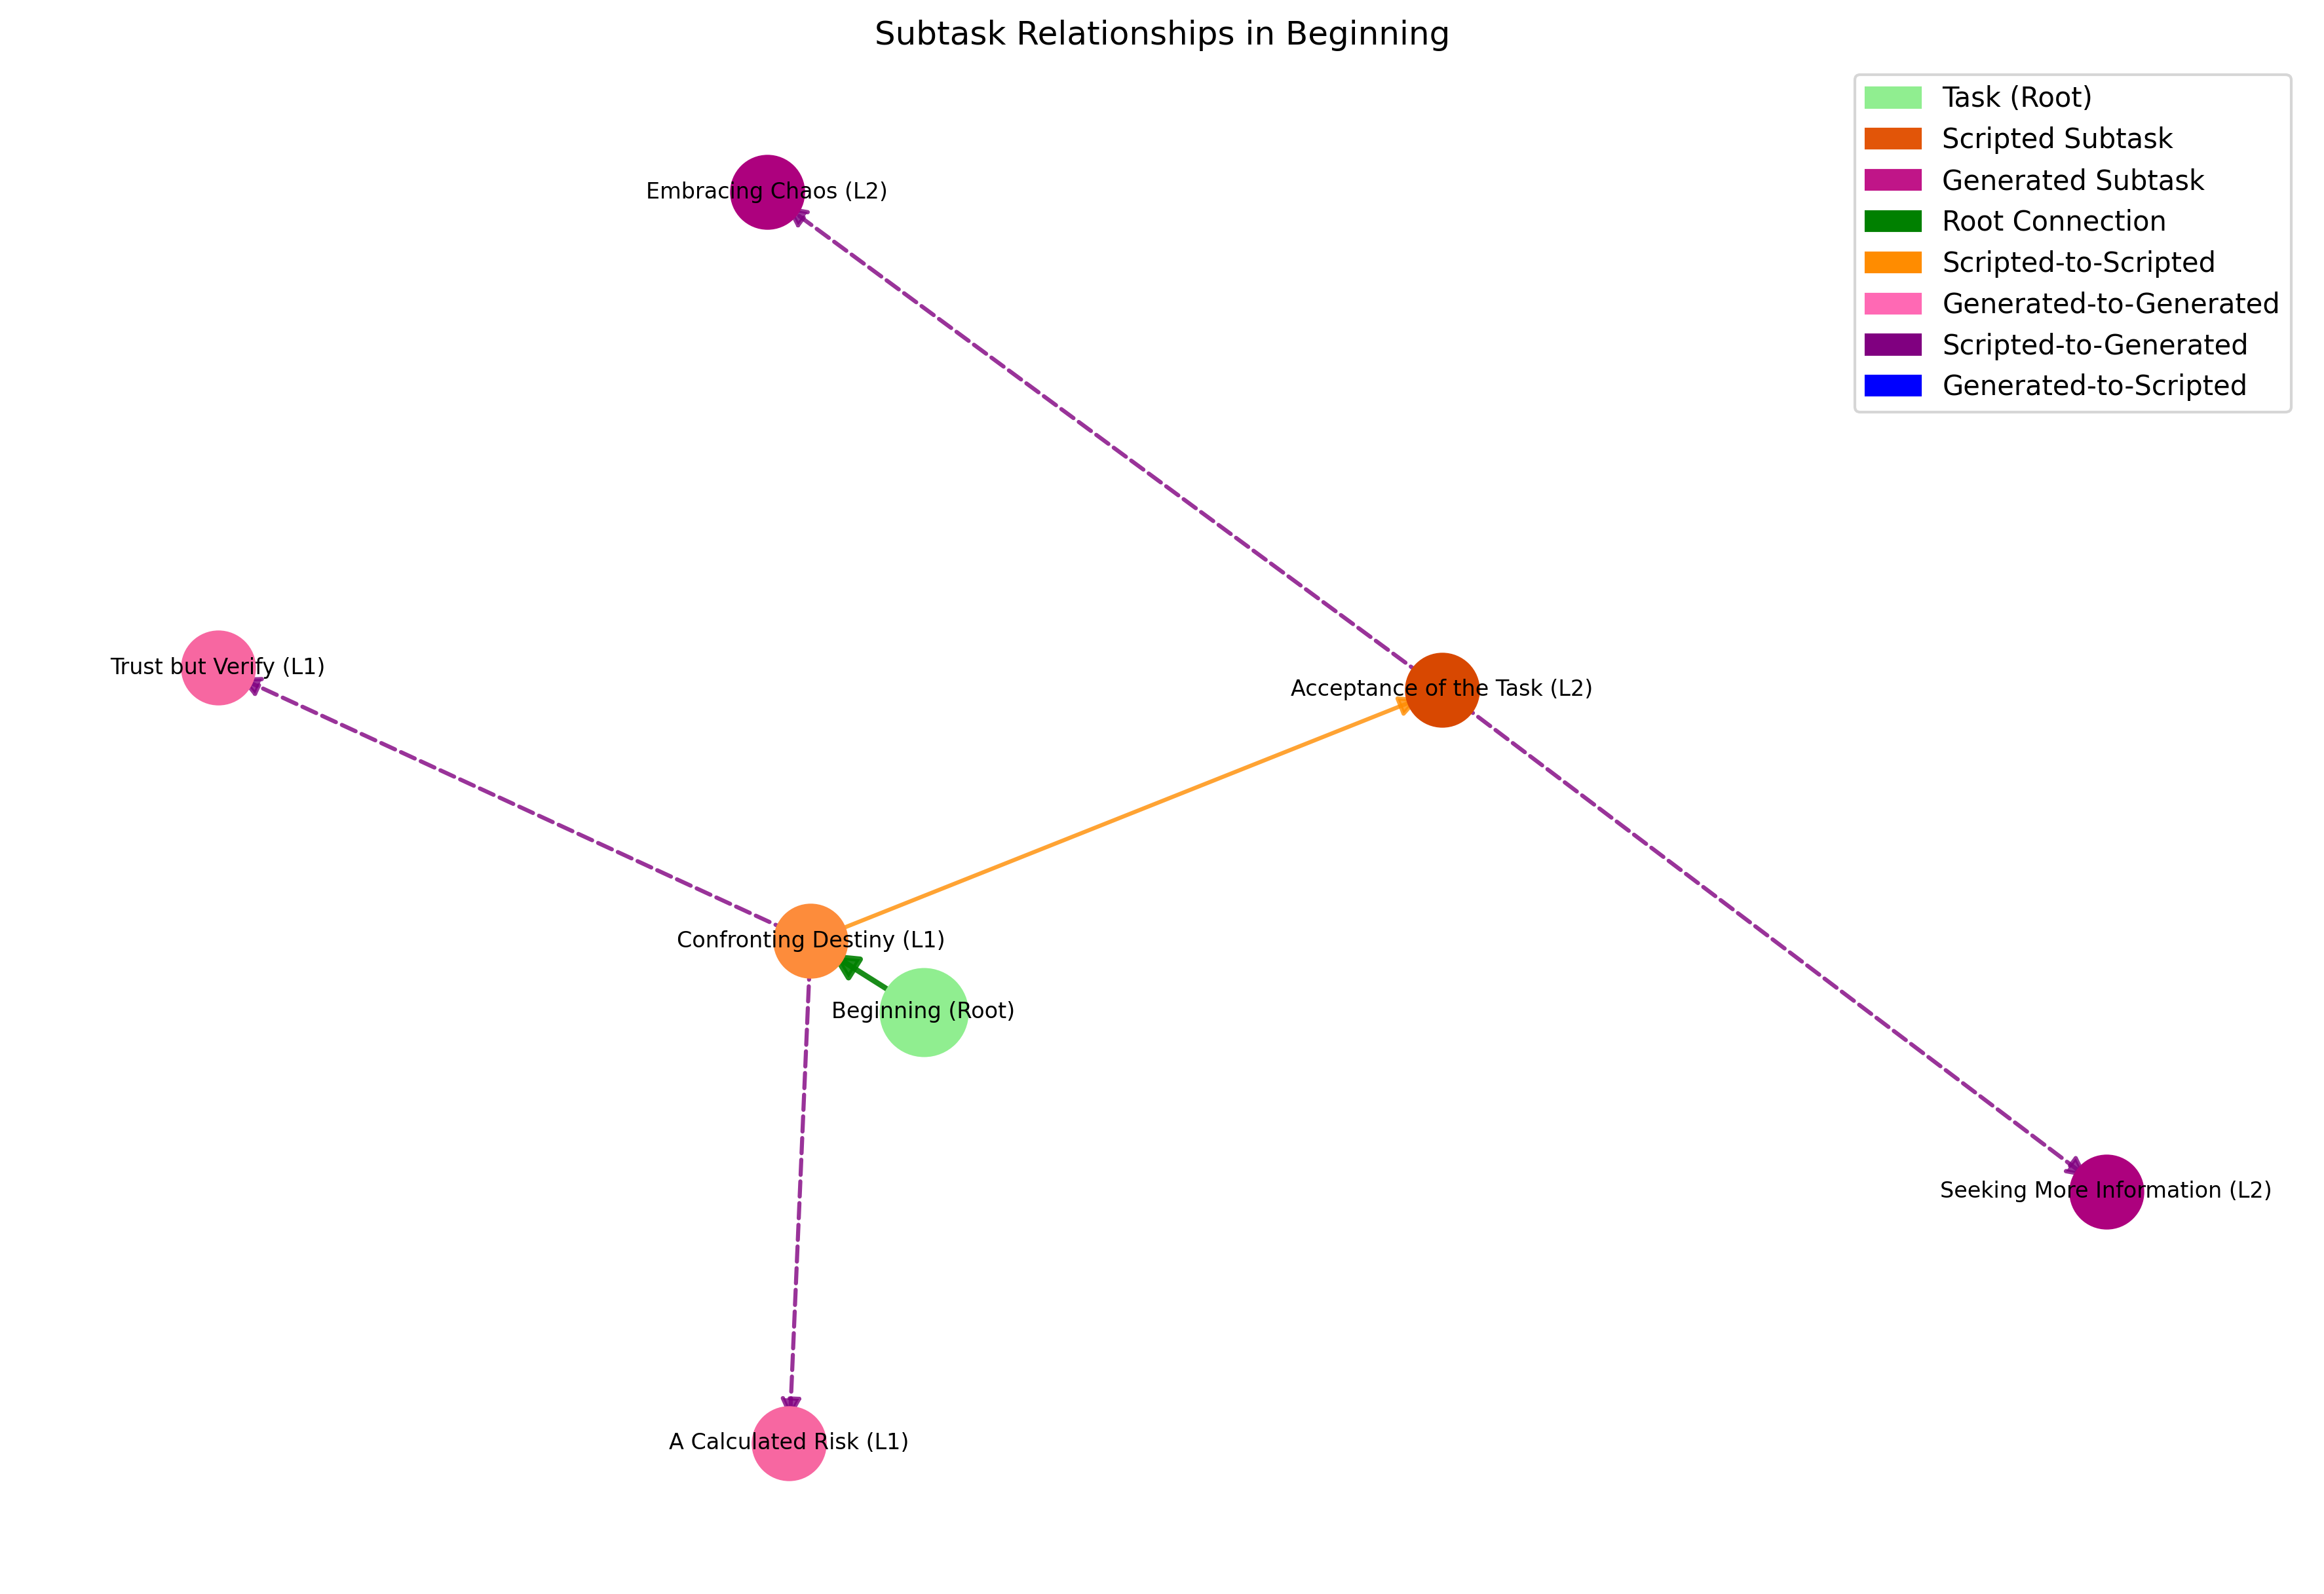 Subtask Relationships in Beginning
Task (Root)
Scripted Subtask
Generated Subtask
Root Connection
Scripted-to-Scripted
Generated-to-Generated
Scripted-to-Generated
Generated-to-Scripted
Embracing Chaos (L2)
Trust but Verify (L1)
Acceptance of the Task (L2)
Confronting Destiny (L1)
Beginning (Root)
Seeking More Information (L2)
A Calculated Risk (L1)